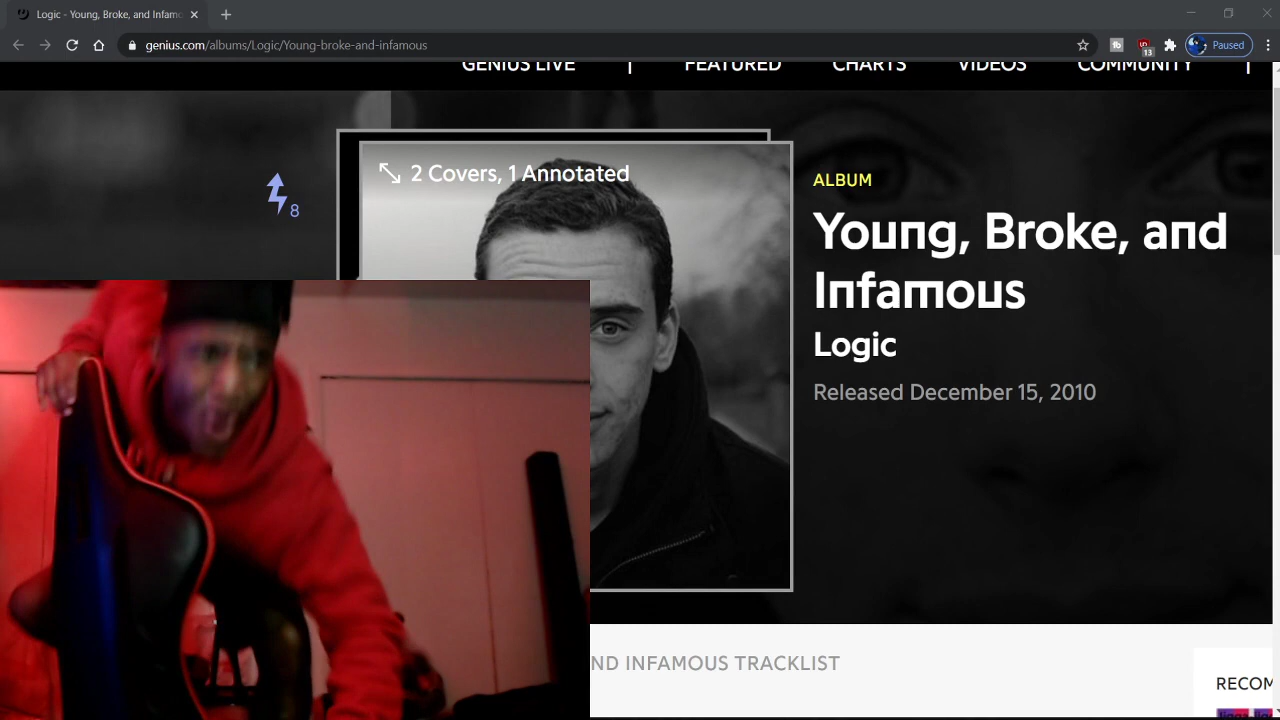 Logic - Young, Broke, and Infam
genius.com/albums/Logic/Young-broke-and-infamous
13
Paused
GENIUS LIVE | FEATURED CHARTS VIDEOS COMMUNITY |
2 Covers, 1 Annotated
8
ALBUM
Young, Broke, and
Infamous
Logic
Released December 15, 2010
ND INFAMOUS TRACKLIST
RECOM